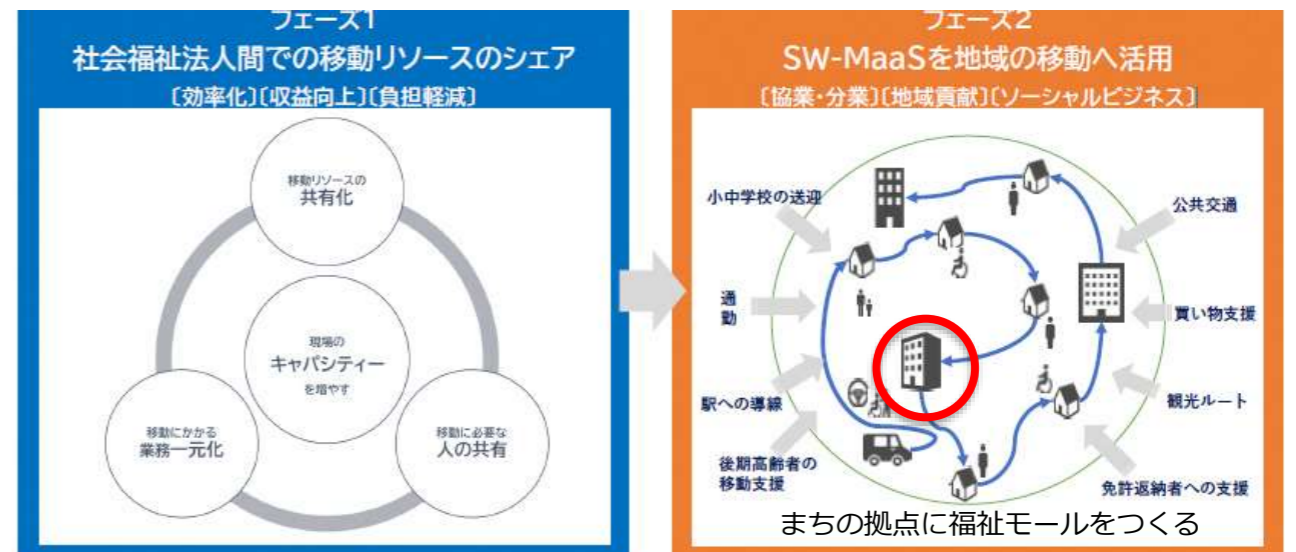 フェーズ1
社会福祉法人間での移動リソースのシェア
〔効率化〕〔収益向上〕〔負担軽減〕
移動リソースの
共有化
現場の
キャパシティー
を増やす
移動にかかる
業務一元化
移動に必要な
人の共有
フェーズ2
SW-MaaSを地域の移動へ活用
〔協業・分業〕〔地域貢献〕〔ソーシャルビジネス〕
小中学校の送迎
公共交通
通
勤
買い物支援
駅への導線
観光ルート
後期高齢者の
移動支援
免許返納者への支援
まちの拠点に福祉モールをつくる